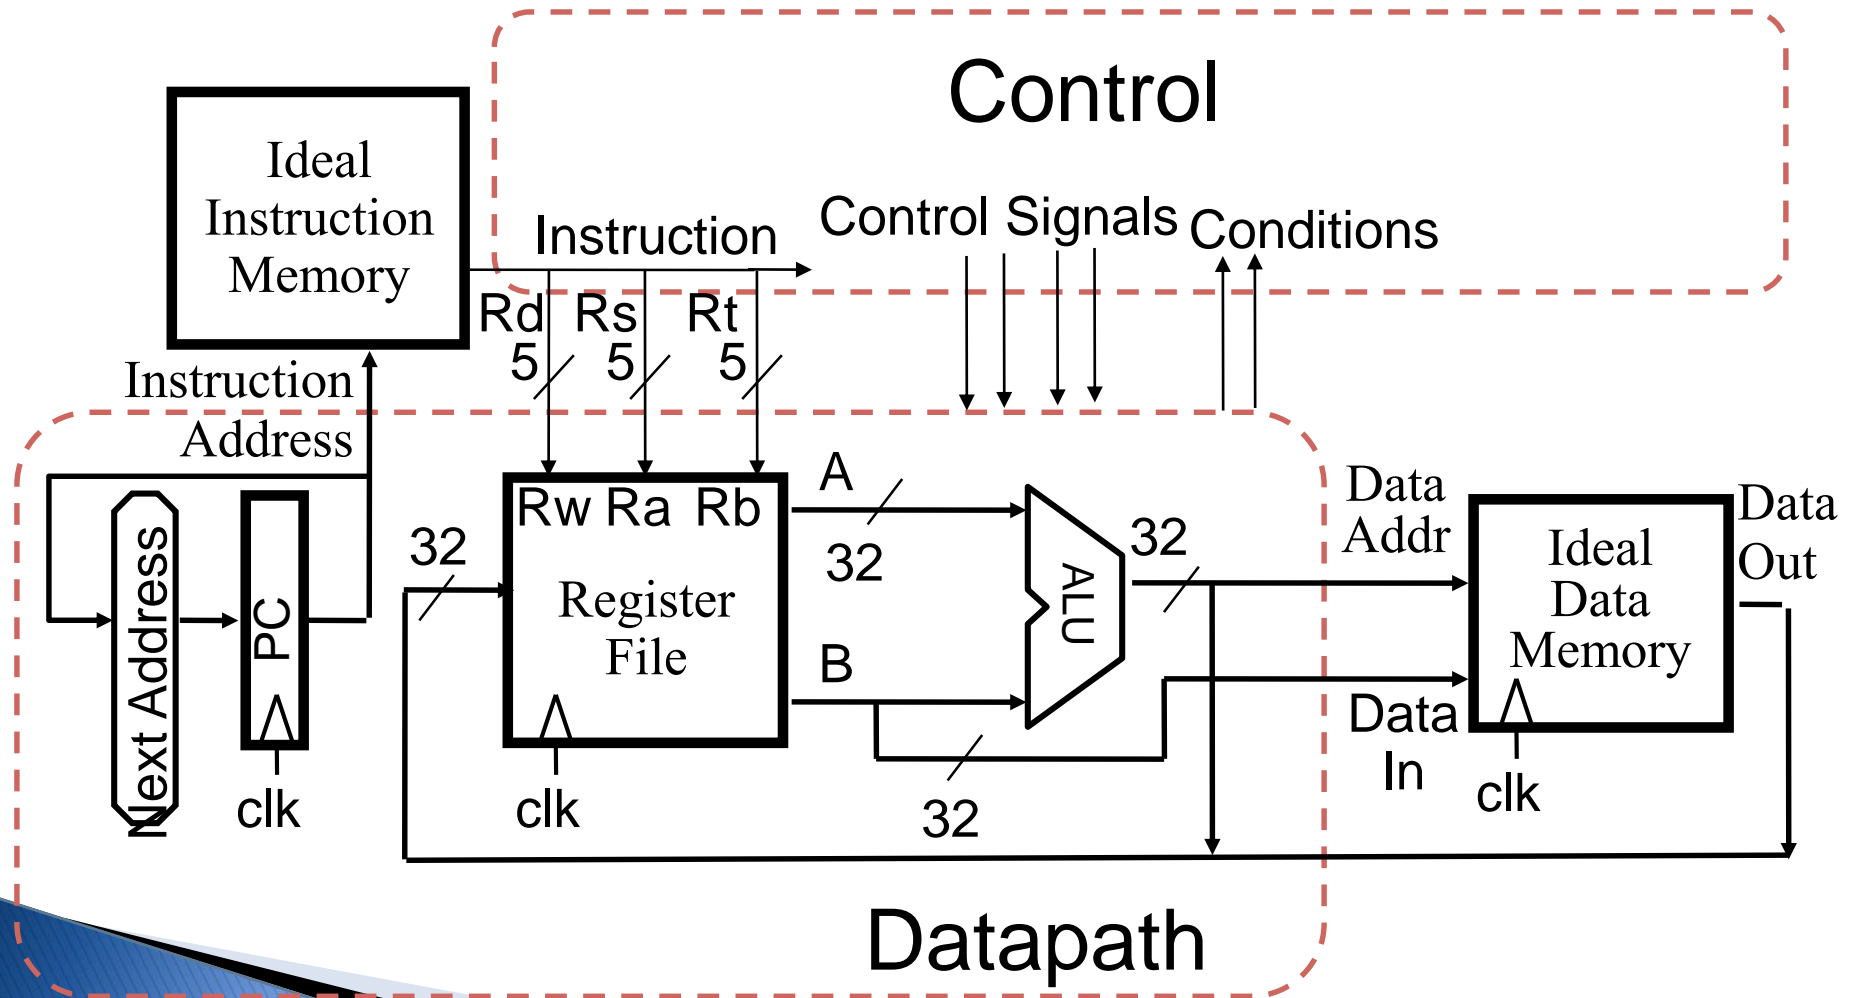 Control
Ideal
Instruction
Memory
Instruction
Control Signals
Conditions
Rd Rs Rt
5 5 5
Instruction
Address
Rw Ra Rb
A
32
32
32
Register
File
B
32
ALU
Next Address
PC
clk
clk
Data
Addr
Ideal
Data
Memory
Data
Out
Data
In
clk
Datapath